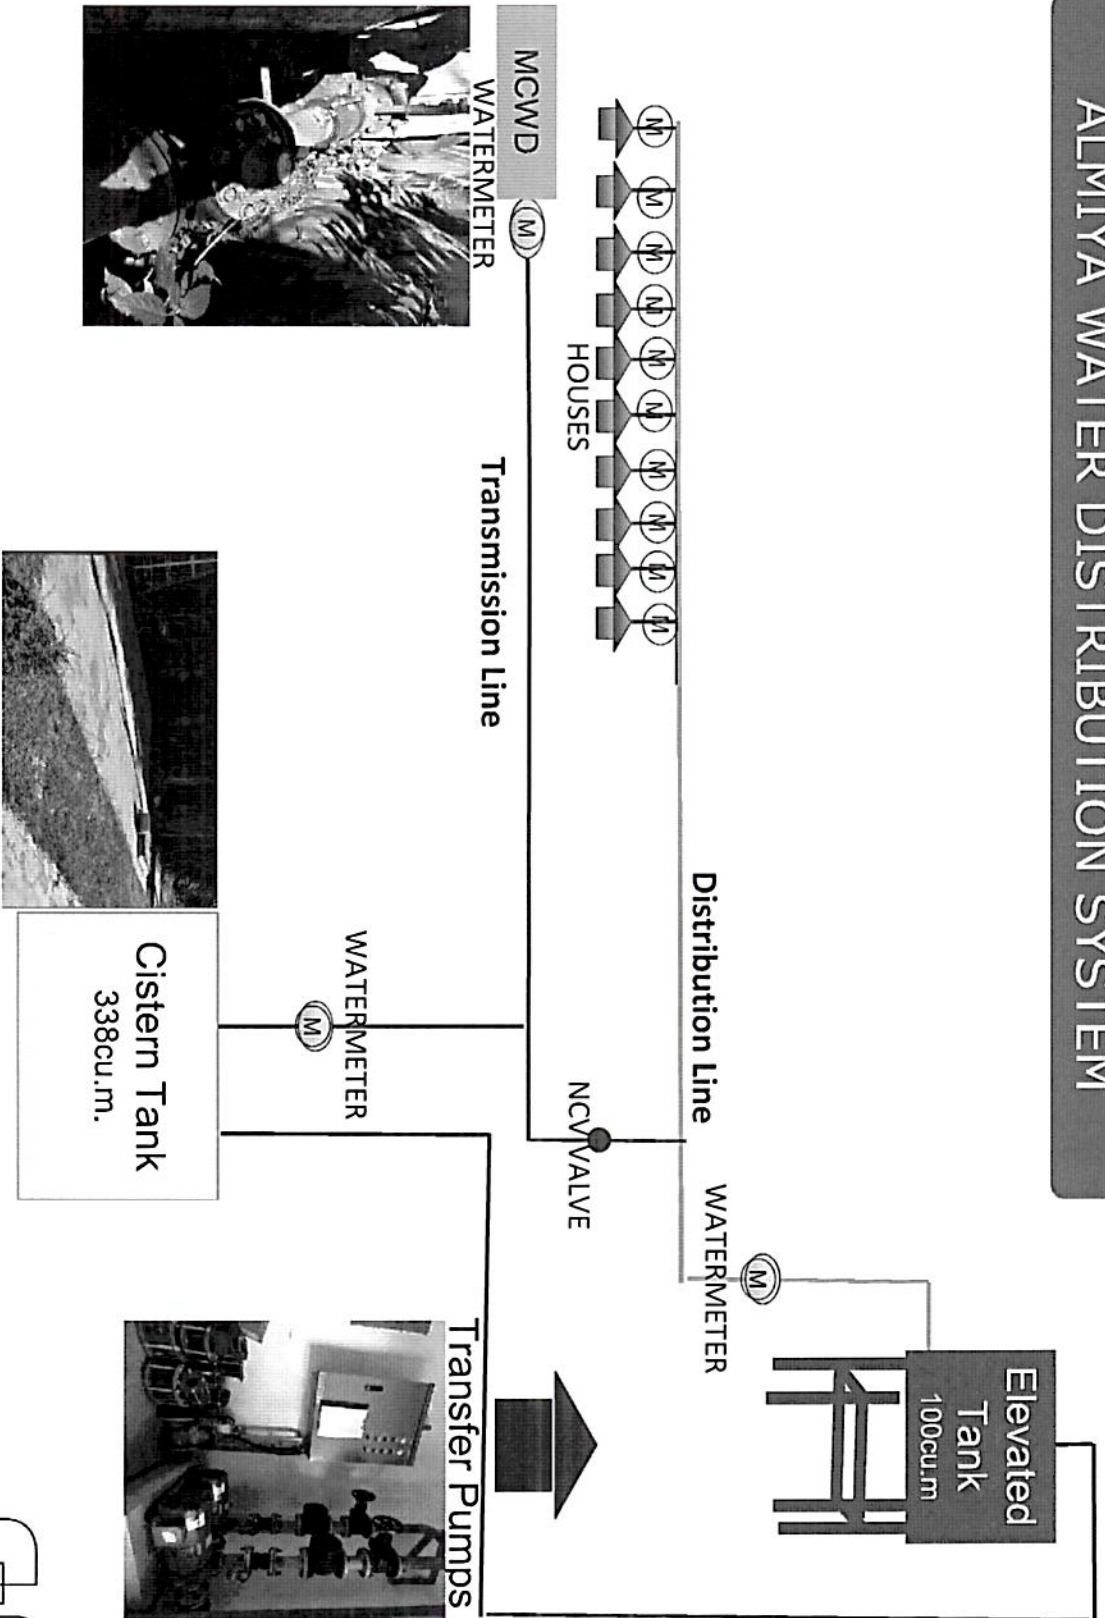 ALMIYA WATER DISTRIBUTION SYSTEM
Elevated
Tank
100cu.m
M
WATERMETER
Distribution Line
M M M M M M M M M M
HOUSES
NCV VALVE
MCWD
M
WATERMETER
Transmission Line
WATERMETER
M
Transfer Pumps
Cistern Tank
338cu.m.